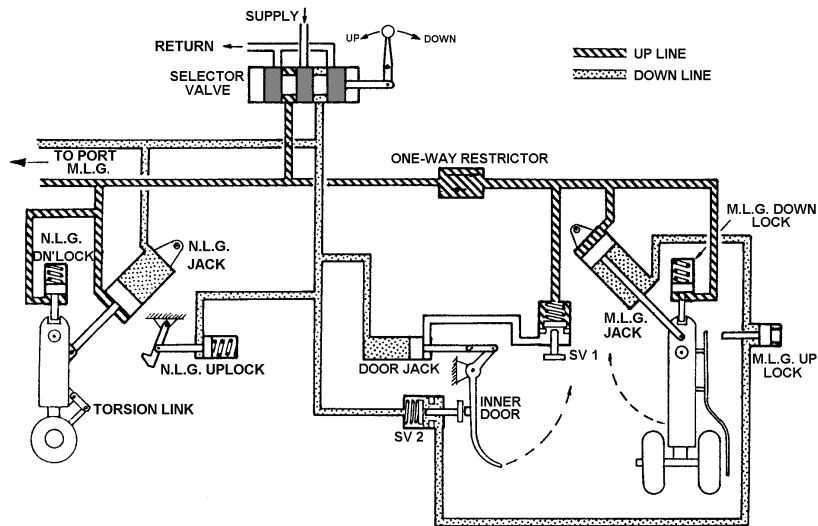 SUPPLY
RETURN
UP
DOWN
SELECTOR
VALVE
UP LINE
DOWN LINE
TO PORT
M.L.G.
ONE-WAY RESTRICTOR
M.L.G. DOWN
LOCK
N.L.G.
DN'LOCK
N.L.G.
JACK
M.L.G.
JACK
N.L.G. UPLOCK
DOOR JACK
SV 1
M.L.G. UP
LOCK
INNER
DOOR
TORSION LINK
SV 2